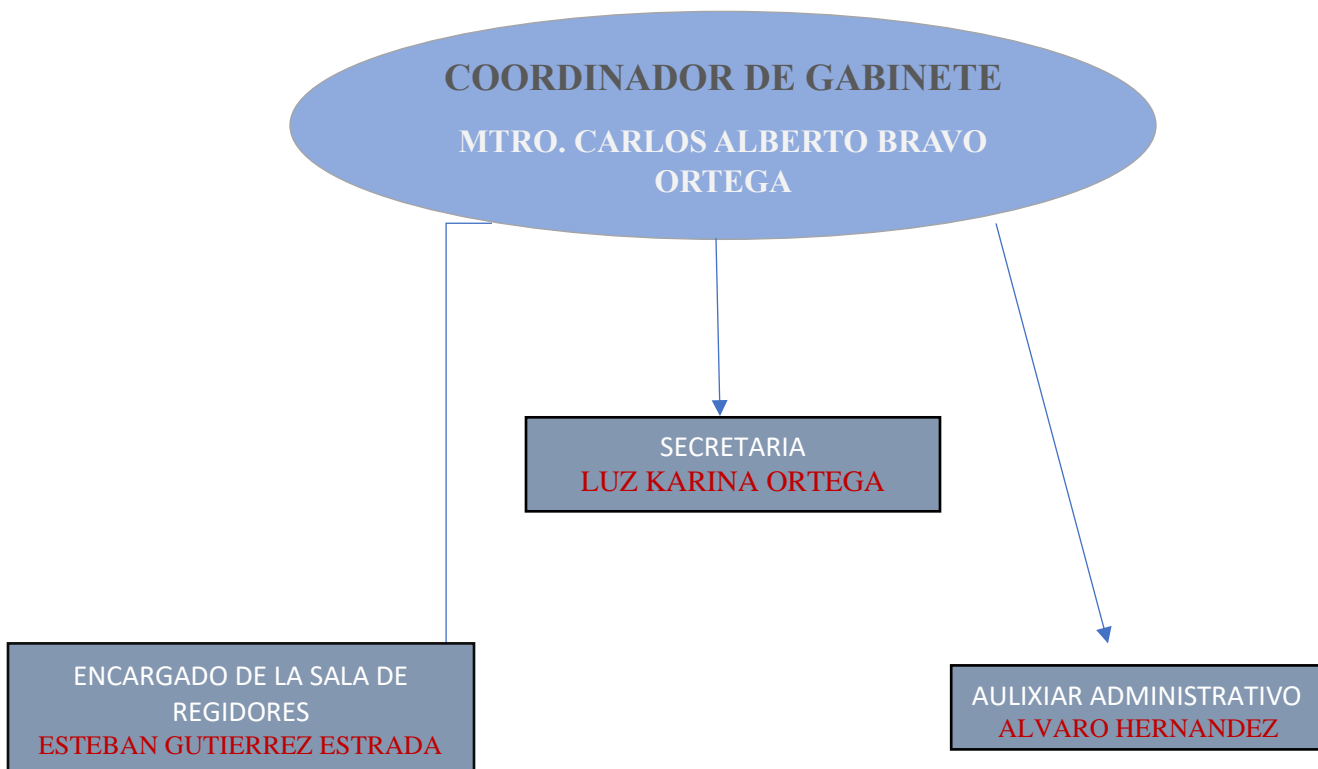 COORDINADOR DE GABINETE
MTRO. CARLOS ALBERTO BRAVO
ORTEGA
SECRETARIA
LUZ KARINA ORTEGA
ENCARGADO DE LA SALA DE
REGIDORES
ESTEBAN GUTIERREZ ESTRADA
AULIXIAR ADMINISTRATIVO
ALVARO HERNANDEZ